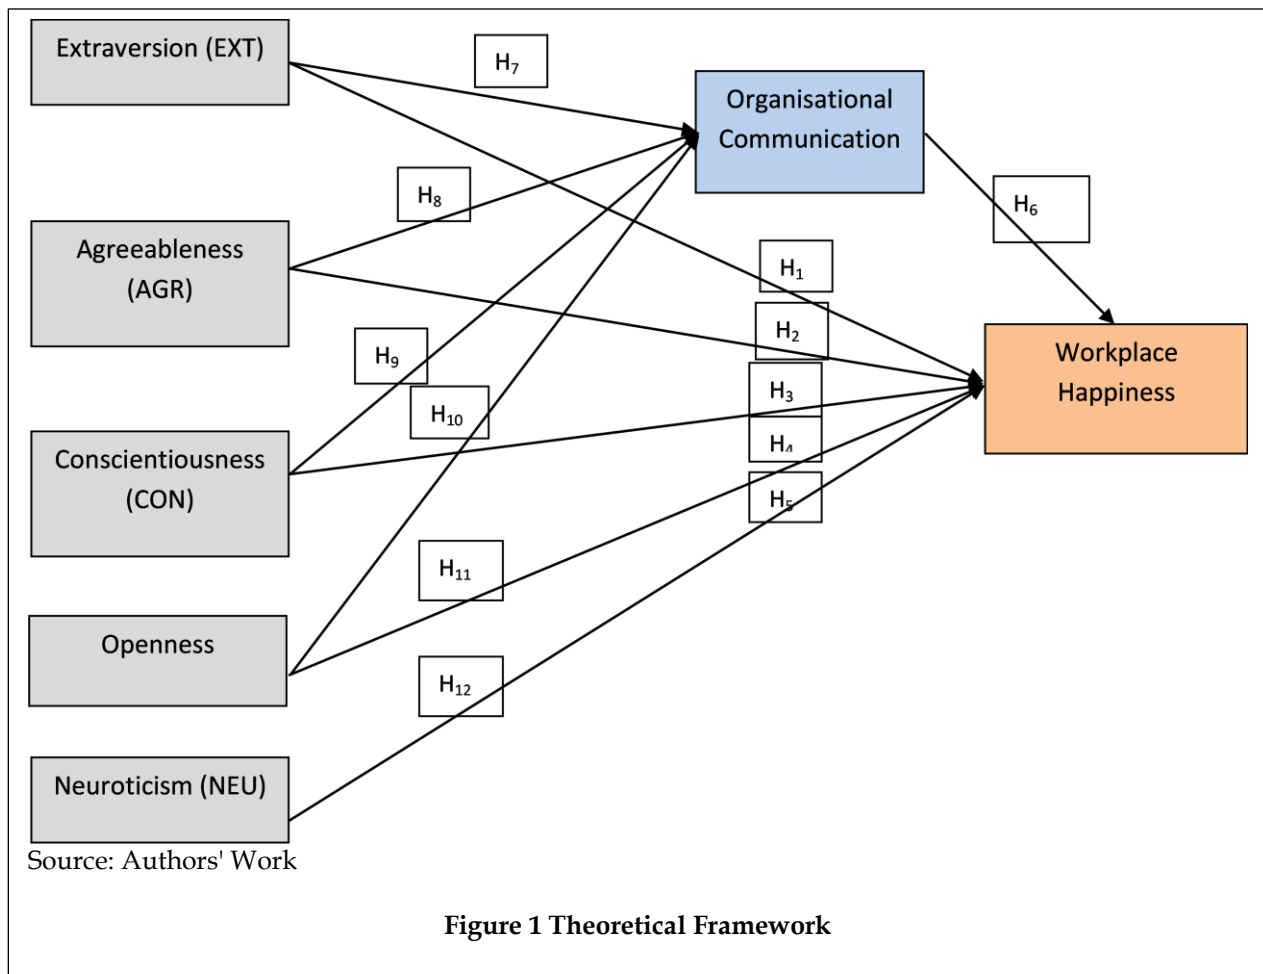 Extraversion (EXT)
H₇
Organisational
Communication
H₈
H₆
Agreeableness
(AGR)
H₁
H₂
Workplace
Happiness
H₉
H₃
H₁₀
H₄
Conscientiousness
(CON)
H₅
H₁₁
Openness
H₁₂
Neuroticism (NEU)
Source: Authors' Work
Figure 1 Theoretical Framework